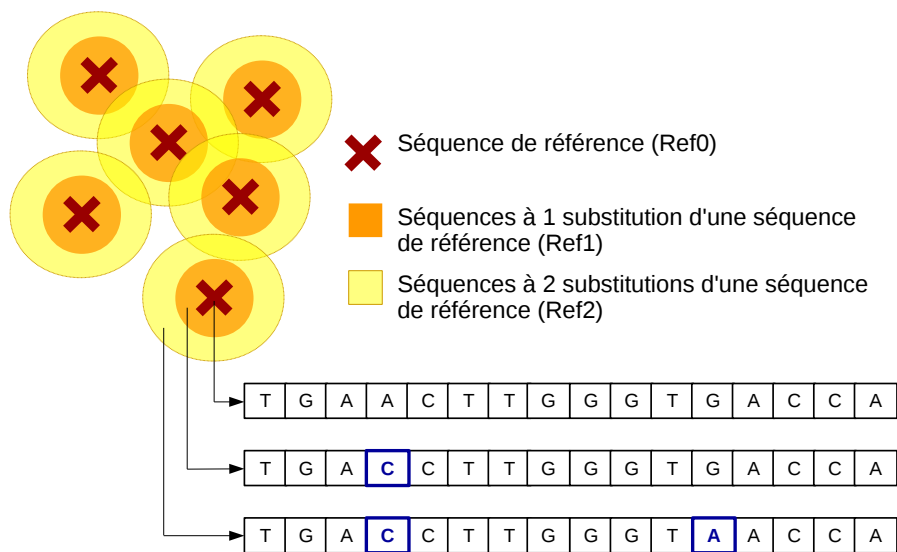 Séquence de référence (Ref0)
Séquences à 1 substitution d'une séquence
de référence (Ref1)
Séquences à 2 substitutions d'une séquence
de référence (Ref2)
T G A A C T T G G G T G A C C A
T G A C C T T G G G T G A C C A
T G A C C T T G G G T A A C C A